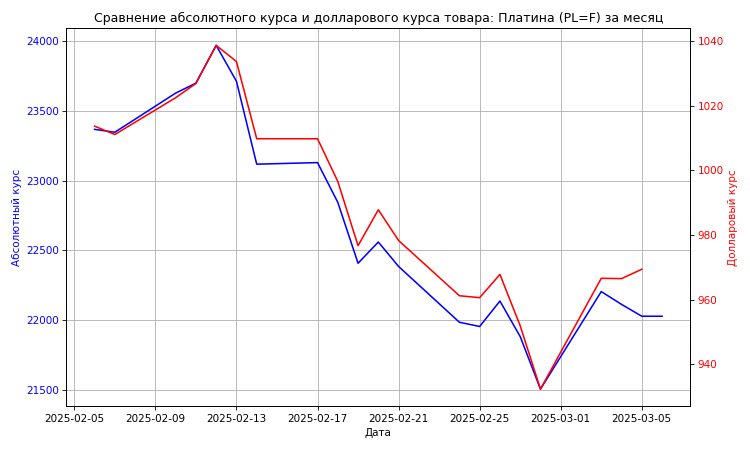 Сравнение абсолютного курса и долларового курса товара: Платина (PL=F) за месяц
24000
23500
23000
22500
22000
21500
Абсолютный курс
1040
1020
1000
980
960
940
Долларовый курс
2025-02-05 2025-02-09 2025-02-13 2025-02-17 2025-02-21 2025-02-25 2025-03-01 2025-03-05
Дата